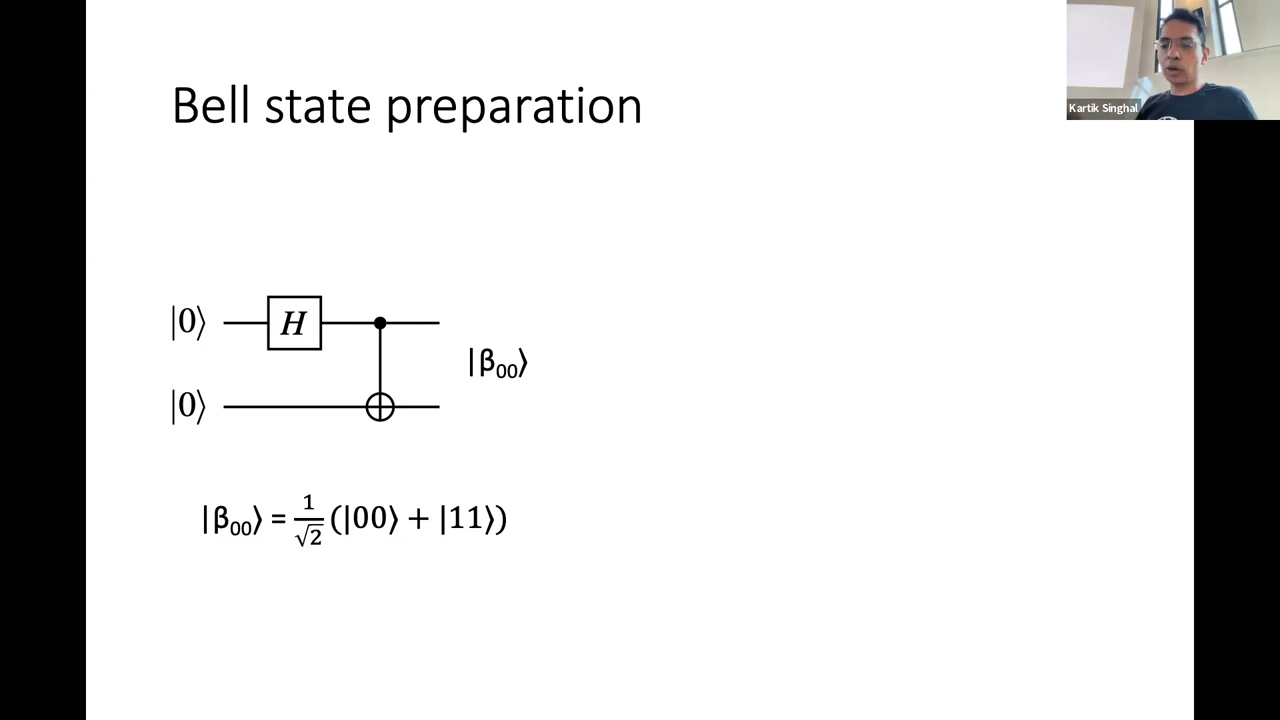 Bell state preparation
Kartik Singhal
|0⟩
H
|β₀₀⟩
|0⟩
|β₀₀⟩ = 1/√2 (|00⟩ + |11⟩)